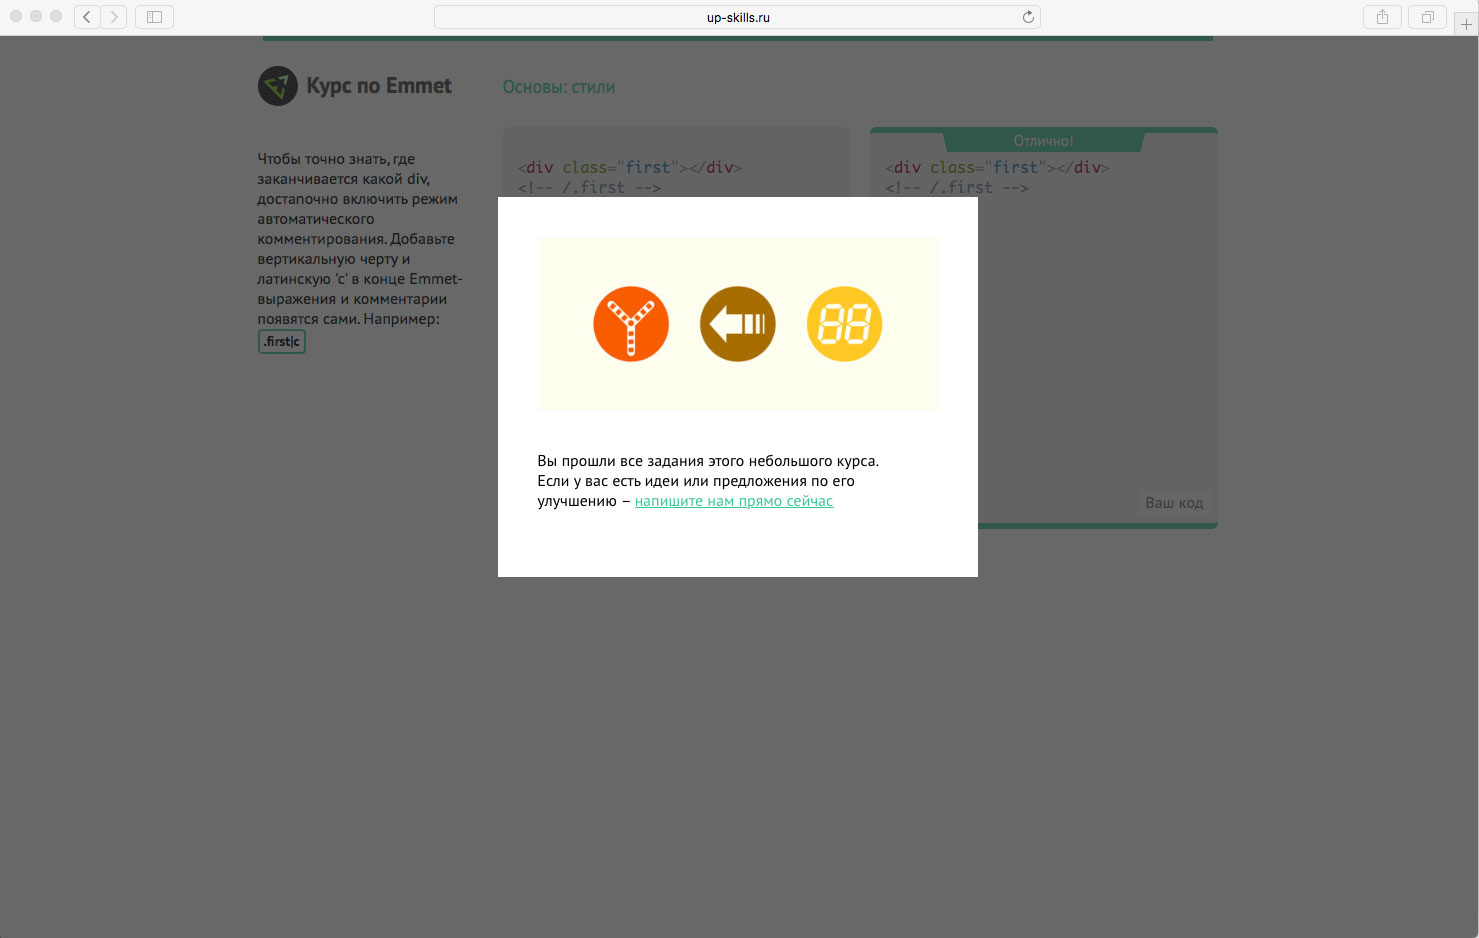 up-skills.ru
Курс по Emmet
Основы: стили
Чтобы точно знать, где
заканчивается какой div,
достапочно включить режим
автоматического
комментирования. Добавьте
вертикальную черту и
латинскую 'c' в конце Emmet-
выражения и комментарии
появятся сами. Например:
.first|c
<div class="first"></div>
<!-- /.first -->
Отлично!
<div class="first"></div>
<!-- /.first -->
Ваш код
88
Вы прошли все задания этого небольшого курса.
Если у вас есть идеи или предложения по его
улучшению – напишите нам прямо сейчас